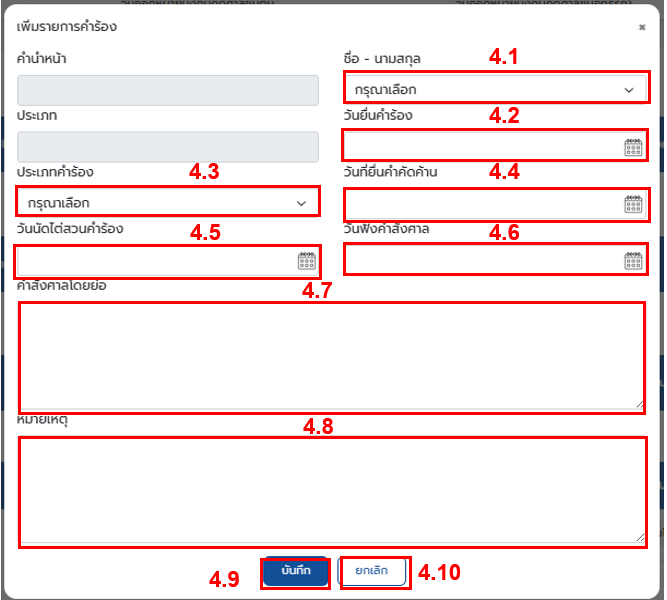 เพิ่มรายการคำร้อง ×
คำนำหน้า ชื่อ - นามสกุล 4.1
กรุณาเลือก
ประเภท วันยื่นคำร้อง 4.2
ประเภทคำร้อง 4.3 วันที่ยื่นคำคัดค้าน 4.4
กรุณาเลือก
วันนัดไต่สวนคำร้อง 4.5 วันฟังคำสั่งศาล 4.6
คำสั่งศาลโดยย่อ 4.7
หมายเหตุ 4.8
4.9 บันทึก ยกเลิก 4.10